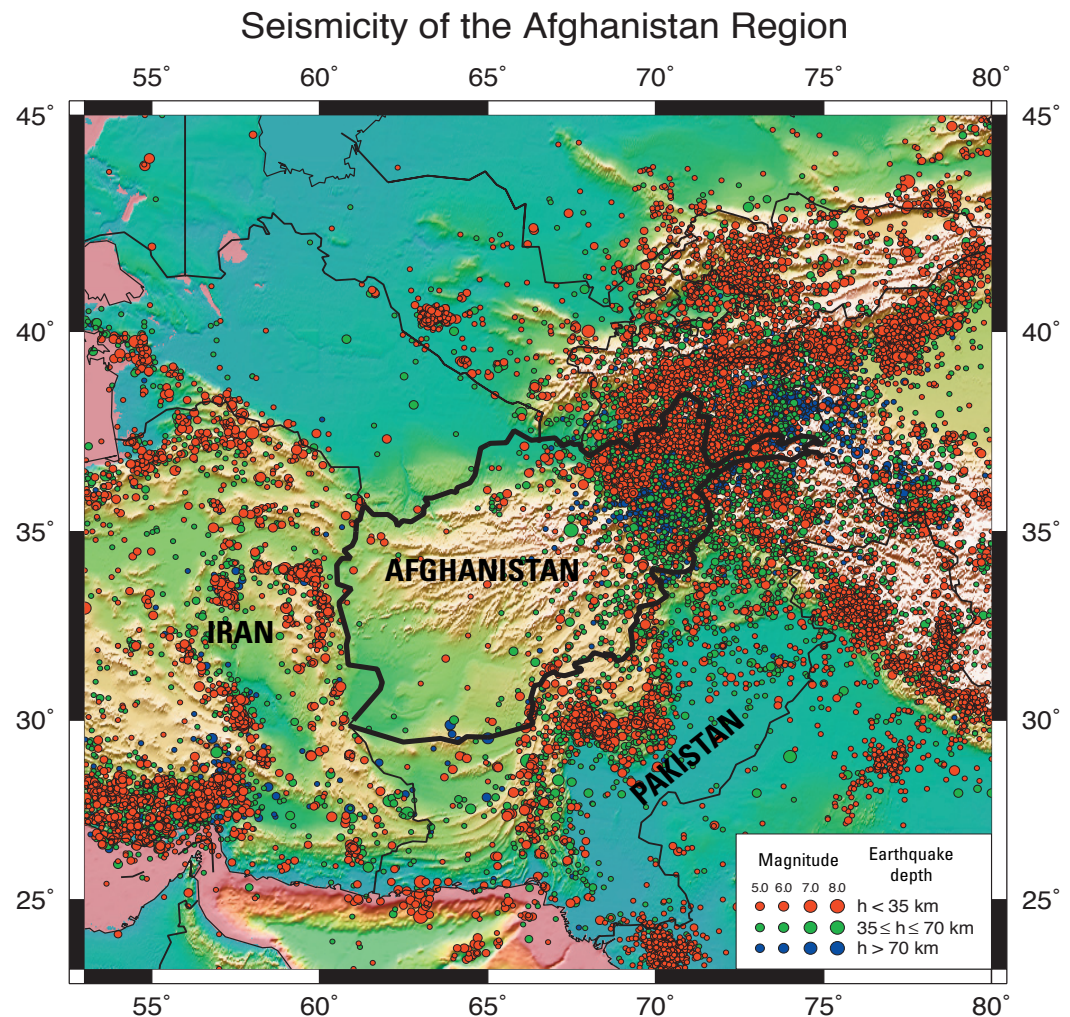 Seismicity of the Afghanistan Region
55˚ 60˚ 65˚ 70˚ 75˚ 80˚
45˚ 45˚
40˚ 40˚
35˚ 35˚
AFGHANISTAN
IRAN
30˚ 30˚
PAKISTAN
Magnitude Earthquake
depth
5.0 6.0 7.0 8.0
h < 35 km
25˚ 25˚
35 ≤ h ≤ 70 km
h > 70 km
55˚ 60˚ 65˚ 70˚ 75˚ 80˚